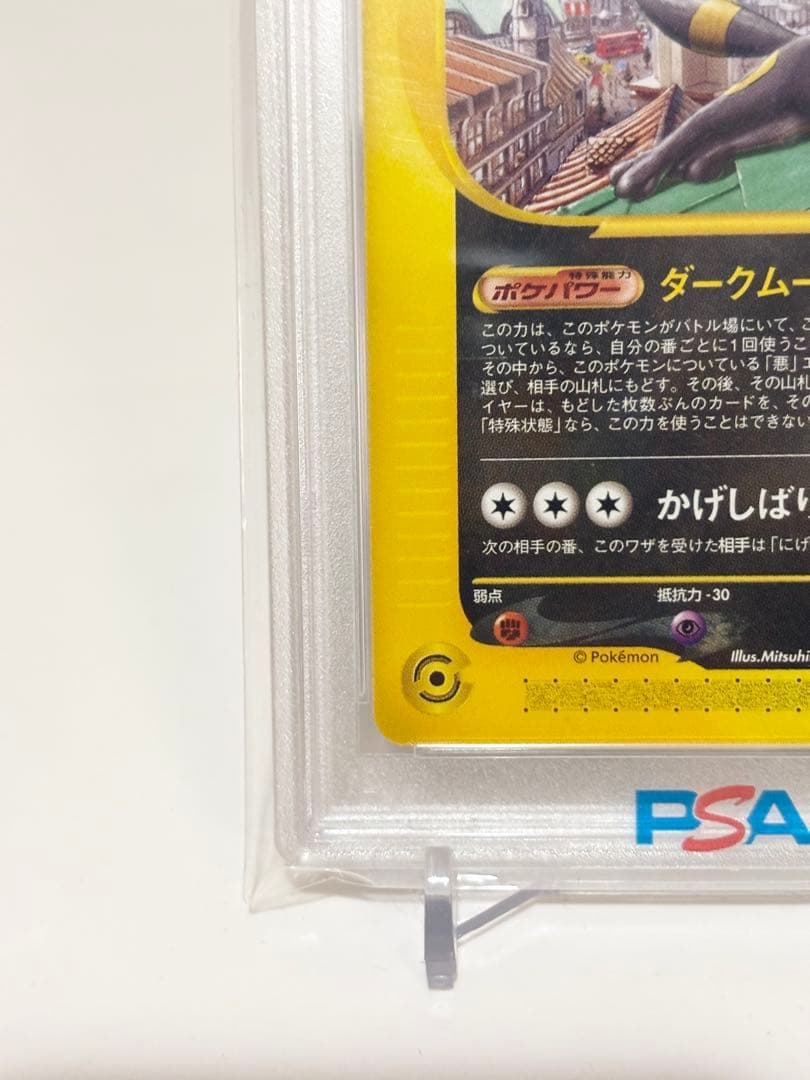 特殊能力
ポケパワー ダークムー
この力は、このポケモンがバトル場にいて、こ
ついているなら、自分の番ごとに1回使うこ
その中から、このポケモンについている「悪」エ
選び、相手の山札にもどす。その後、その山札
イヤーは、もどした枚数ぶんのカードを、その
「特殊状態」なら、この力を使うことはできない
かげしばり
次の相手の番、このワザを受けた相手は「にげ
弱点 抵抗力 -30
© Pokémon Illus.Mitsuhi
PSA